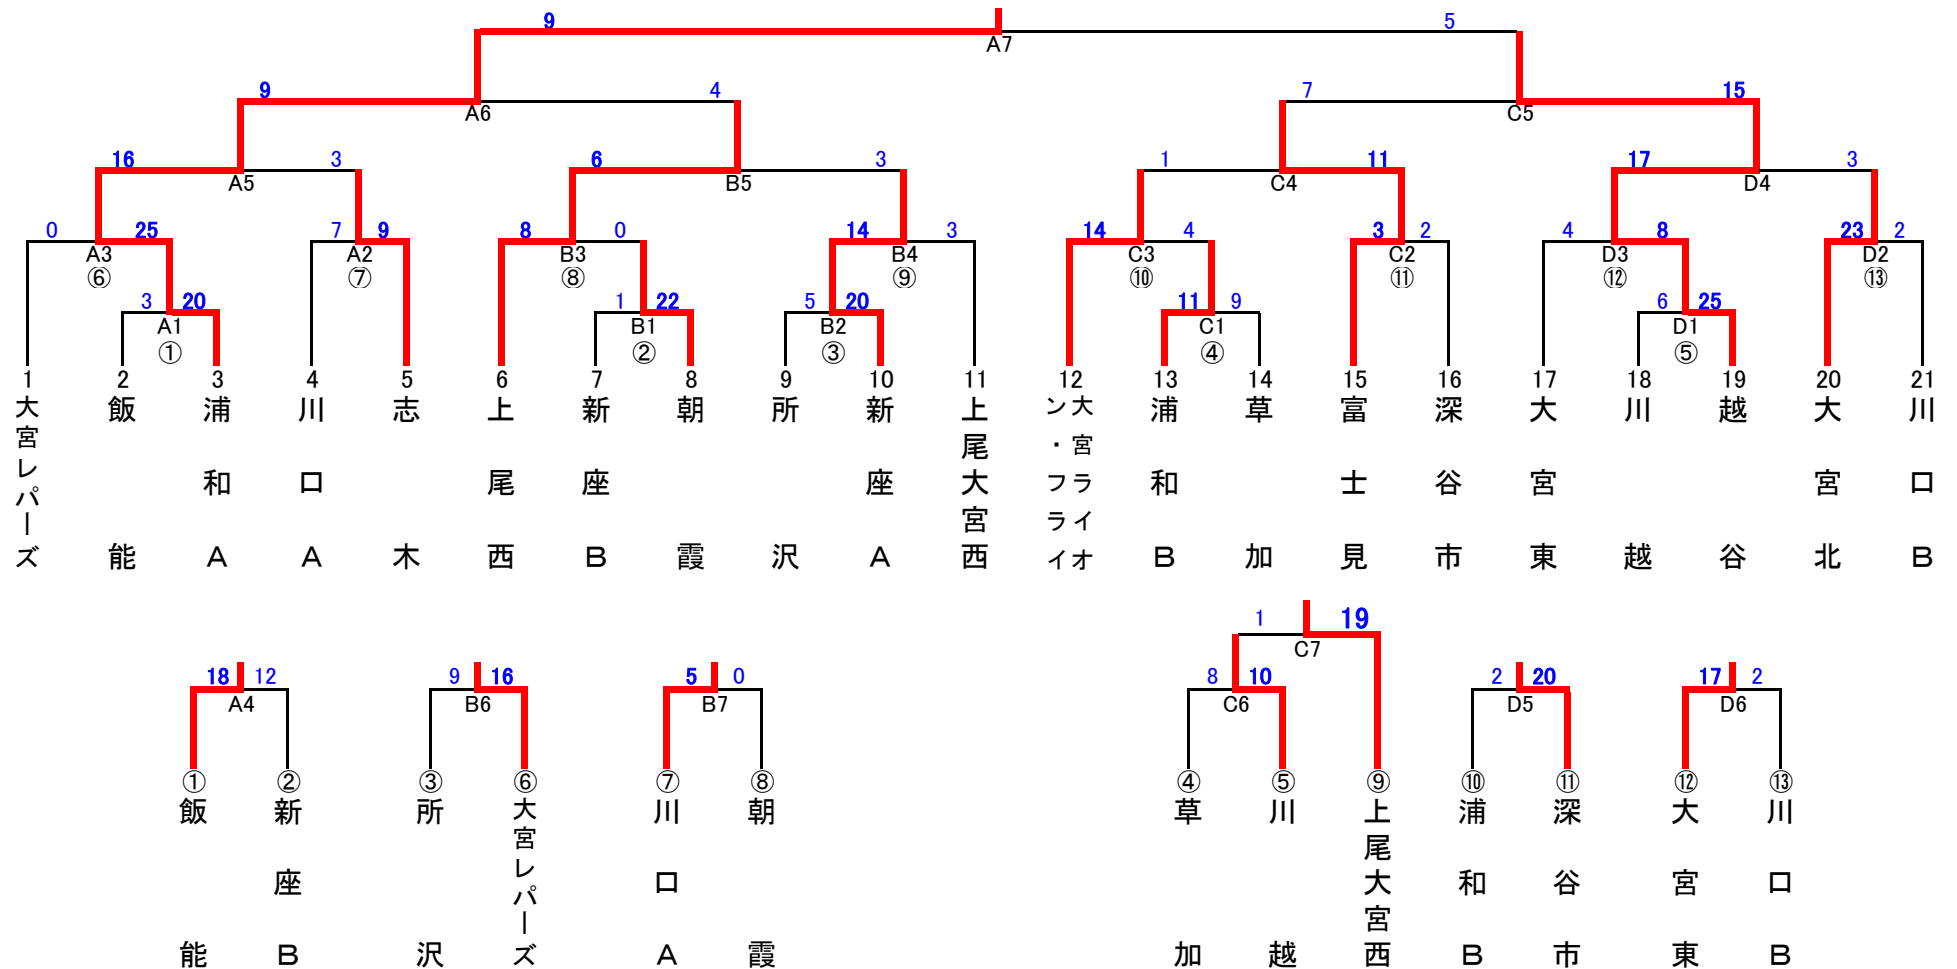 9 5
A7
9 4 7 15
A6 C5
16 3 6 3 1 11 17 3
A5 B5 C4 D4
0 25 7 9 8 0 14 3 14 4 3 2 4 8 23 2
A3 A2 B3 B4 C3 C2 D3 D2
⑥ ⑦ ⑧ ⑨ ⑩ ⑪ ⑫ ⑬
3 20 1 22 5 20 11 9 6 25
A1 B1 B2 C1 D1
① ② ③ ④ ⑤
1 2 3 4 5 6 7 8 9 10 11 12 13 14 15 16 17 18 19 20 21
大宮レパーズ
飯能
浦和A
川口A
志木
上尾西
新座B
朝霞
所沢
新座A
上尾大宮西
大宮ライオ
ン・フライ
浦和B
草加
富士見
深谷市
大宮東
川越
越谷
大宮北
川口B
1 19
C7
18 12 9 16 5 0 8 10 2 20 17 2
A4 B6 B7 C6 D5 D6
① ② ③ ⑥ ⑦ ⑧ ④ ⑤ ⑨ ⑩ ⑪ ⑫ ⑬
飯能
新座B
所沢
大宮レパーズ
川口A
朝霞
草加
川越
上尾大宮西
浦和B
深谷市
大宮東
川口B